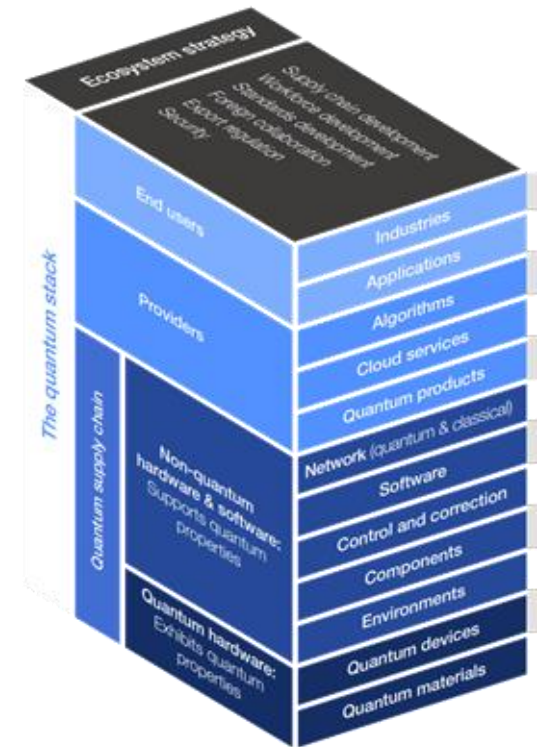 Ecosystem strategy
Supply chain development
Workforce development
Standards development
Foreign collaboration
Export regulation
Security
The quantum stack
End users
Providers
Quantum supply chain
Non-quantum
hardware & software:
Supports quantum
properties
Quantum hardware:
Exhibits quantum
properties
Industries
Applications
Algorithms
Cloud services
Quantum products
Network (quantum & classical)
Software
Control and correction
Components
Environments
Quantum devices
Quantum materials